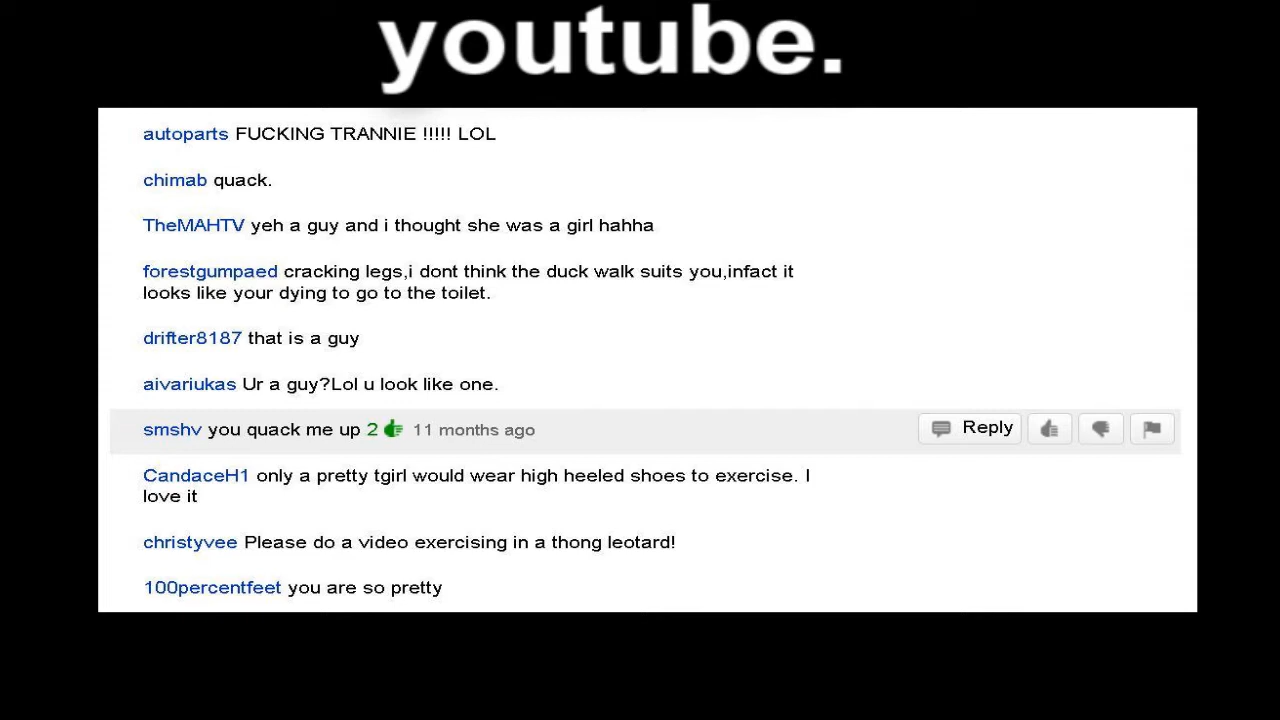 youtube.
autoparts FUCKING TRANNIE !!!!! LOL
chimab quack.
TheMAHTV yeh a guy and i thought she was a girl hahha
forestgumpaed cracking legs,i dont think the duck walk suits you,infact it
looks like your dying to go to the toilet.
drifter8187 that is a guy
aivariukas Ur a guy?Lol u look like one.
smshv you quack me up 2 11 months ago Reply
CandaceH1 only a pretty tgirl would wear high heeled shoes to exercise. I
love it
christyvee Please do a video exercising in a thong leotard!
100percentfeet you are so pretty